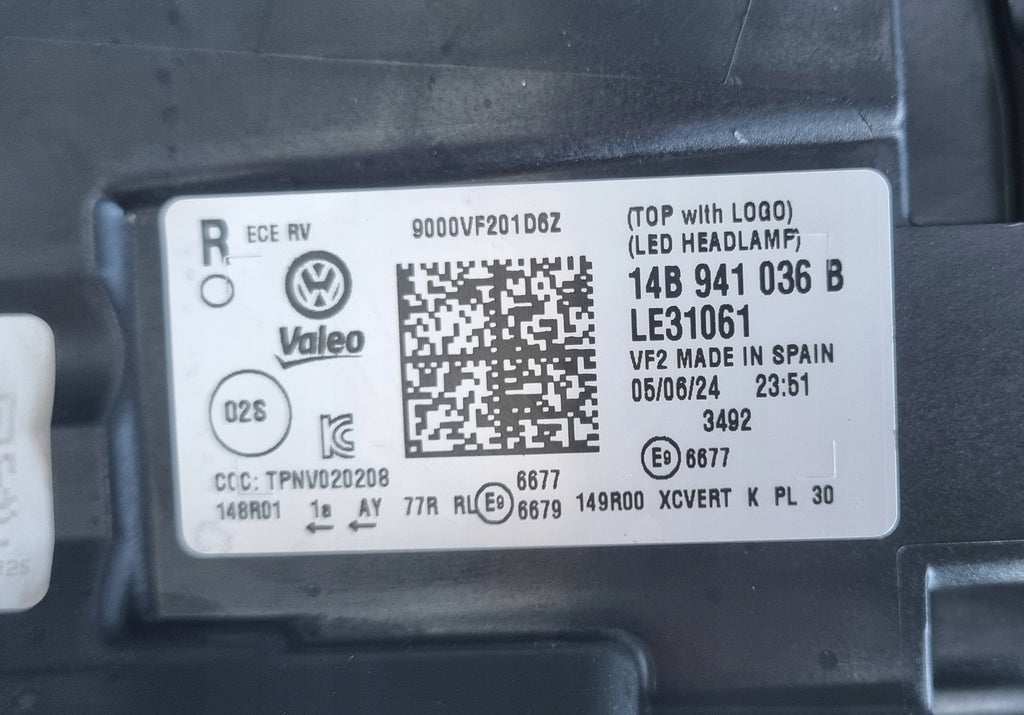 R ECE RV
Valeo
02S
CCC: TPNV020208
9000VF201D6Z
(TOP with LOGO)
(LED HEADLAMP)
14B 941 036 B
LE31061
VF2 MADE IN SPAIN
05/06/24 23:51
3492
E9 6677
6677
148R01 1a AY 77R RL E9 6679 149R00 XCVERT K PL 30